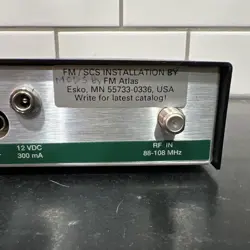 FM / SCS INSTALLATION BY
FM Atlas
Esko, MN 55733-0336, USA
Write for latest catalog!
12 VDC
300 mA
RF IN
88-108 MHz